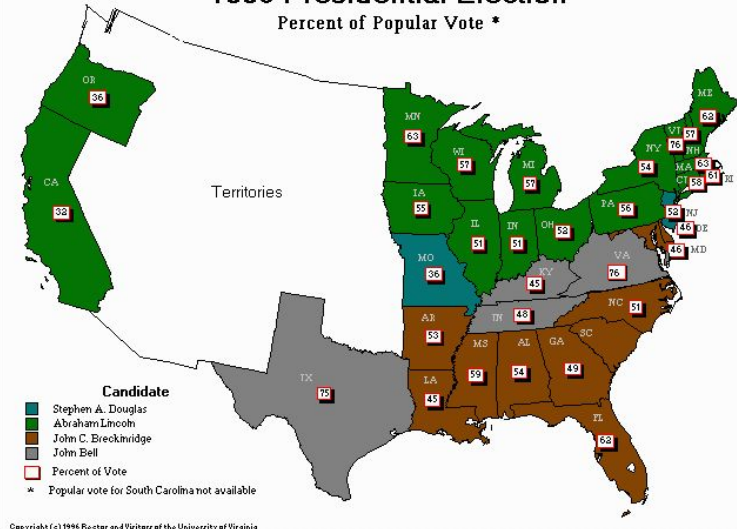 Percent of Popular Vote *
OR
36
CA
32
Territories
MN
63
WI
57
MI
57
IA
55
IL
51
IN
51
OH
52
PA
56
NY
54
VT
76
57
NH
ME
62
MA
63
CT
58
61
RI
52
NJ
46
DE
46
MD
MO
36
KY
45
VA
76
TN
48
NC
51
SC
AR
53
MS
59
AL
54
GA
49
LA
45
TX
75
FL
62
Candidate
Stephen A. Douglas
Abraham Lincoln
John C. Breckinridge
John Bell
Percent of Vote
* Popular vote for South Carolina not available
Copyright (c) 1996 Rector and Visitors of the University of Virginia